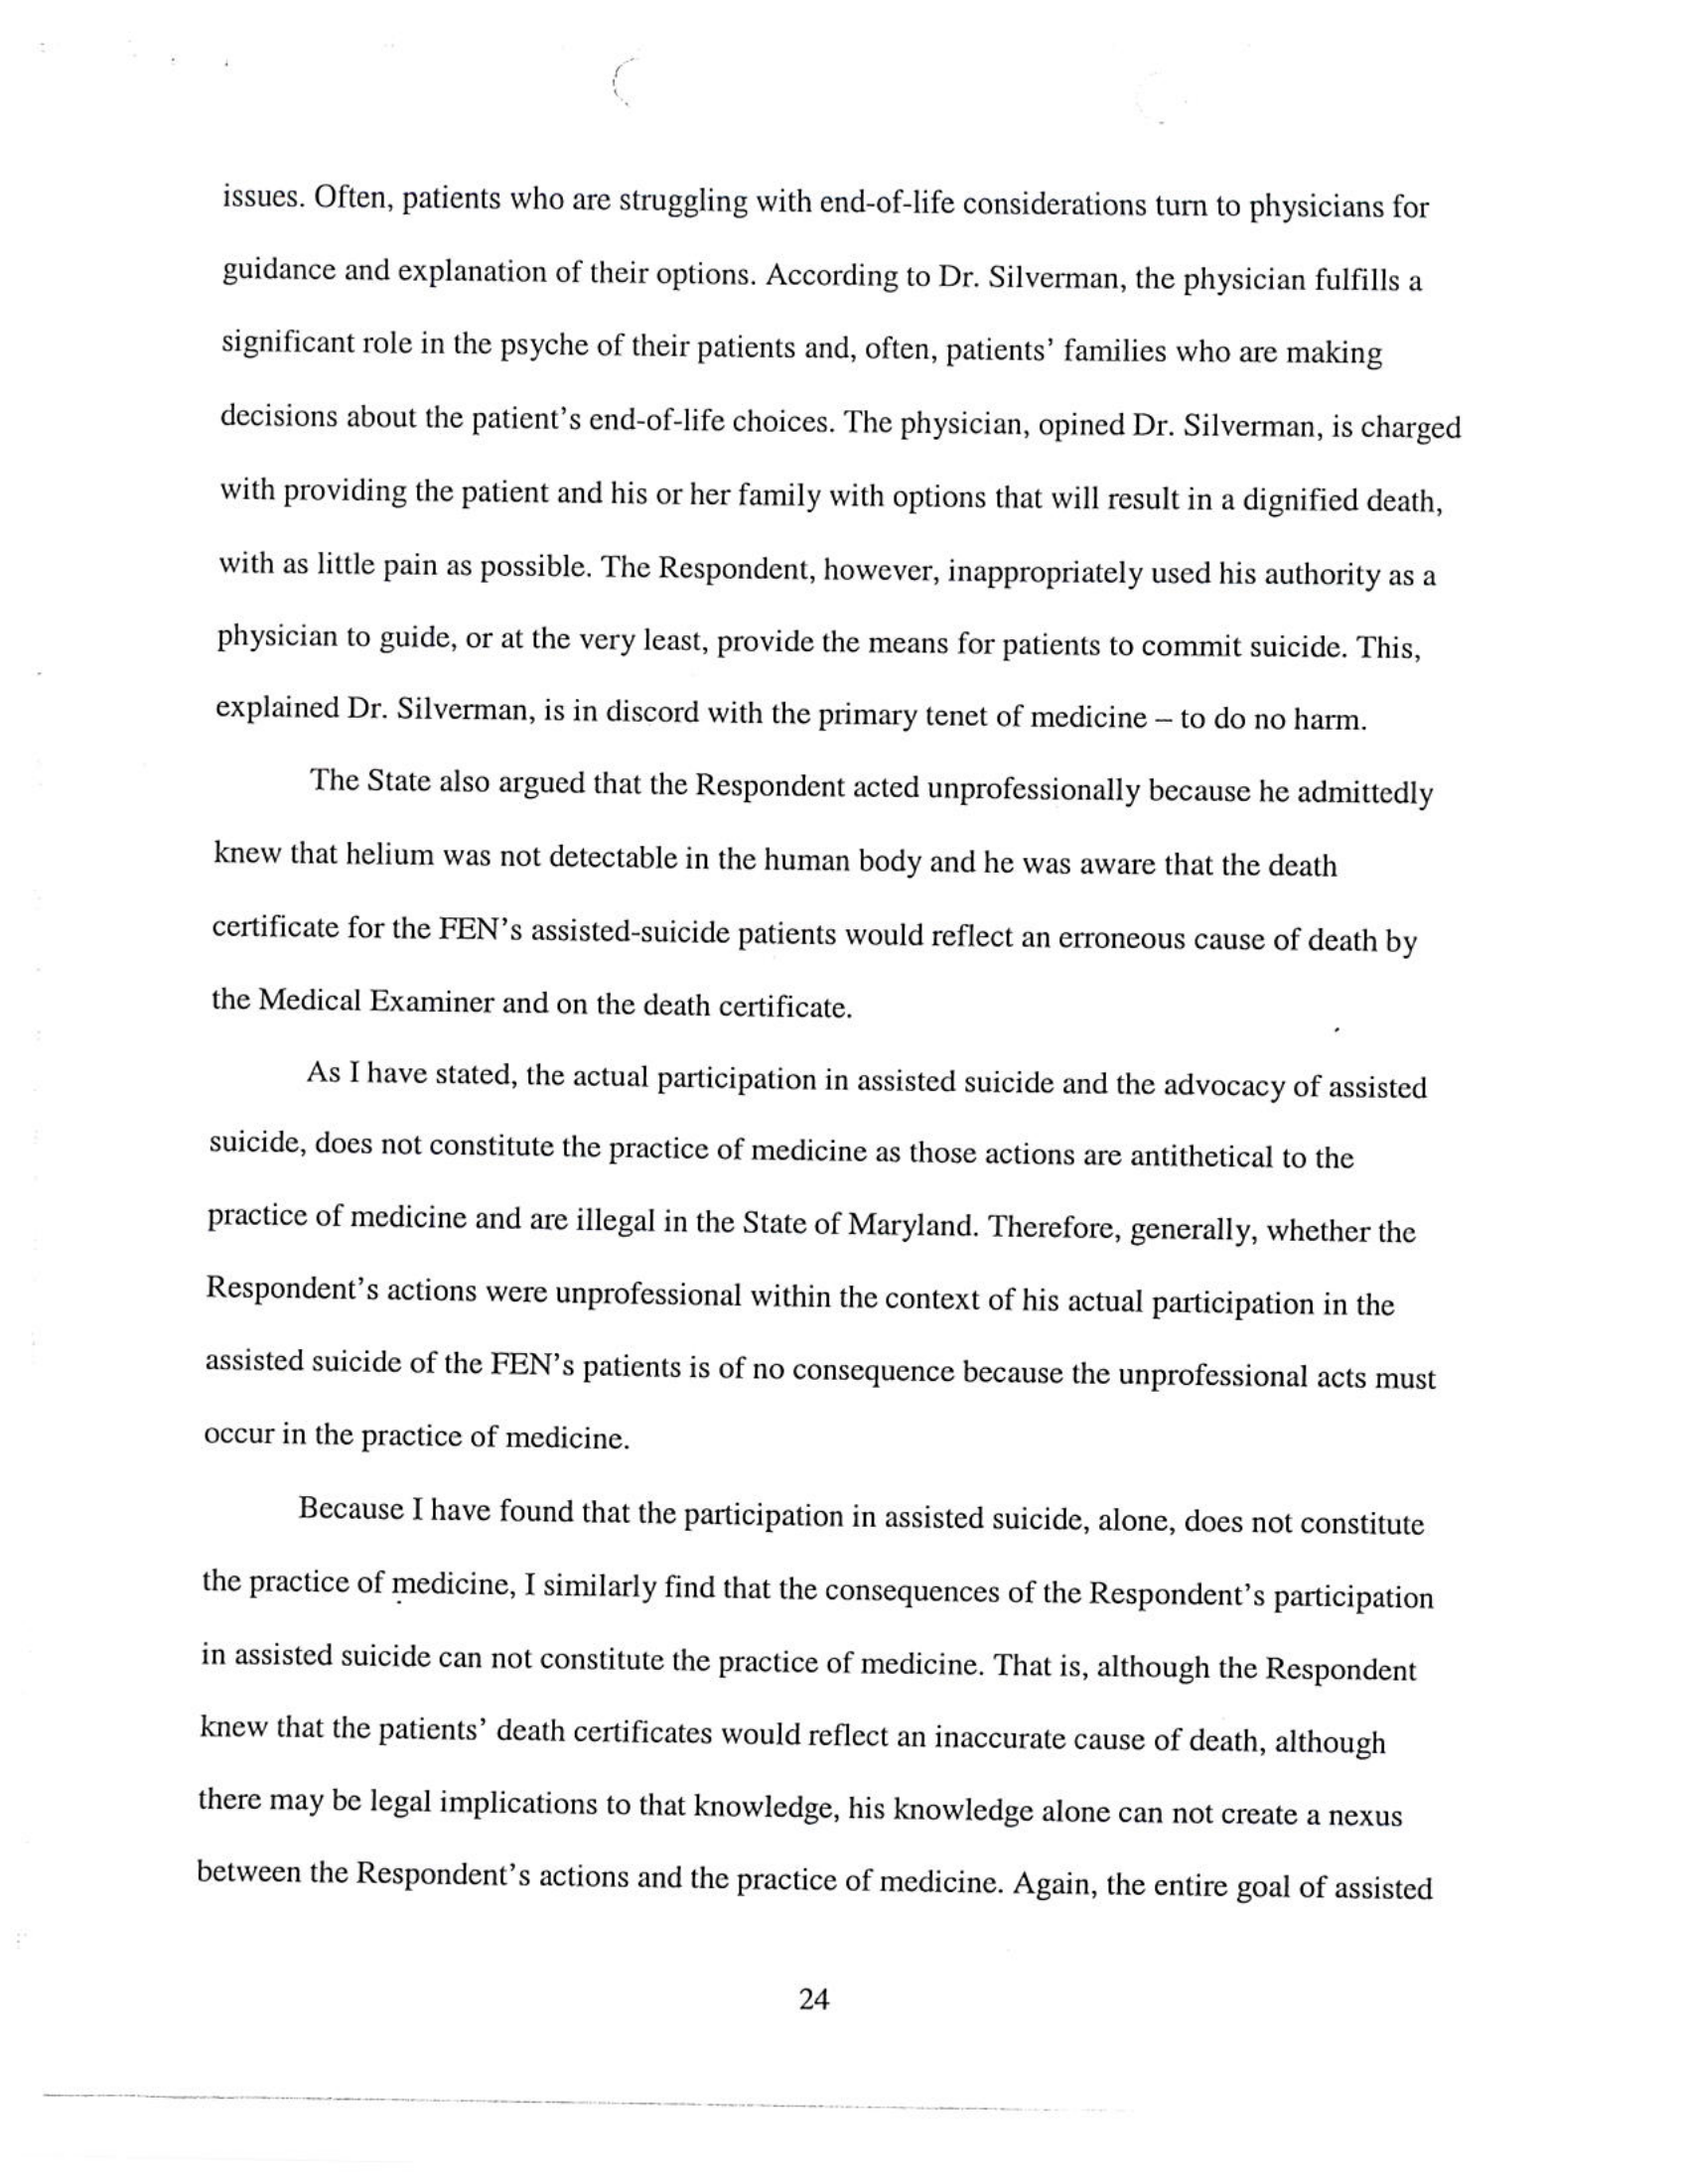 issues. Often, patients who are struggling with end-of-life considerations turn to physicians for
guidance and explanation of their options. According to Dr. Silverman, the physician fulfills a
significant role in the psyche of their patients and, often, patients' families who are making
decisions about the patient's end-of-life choices. The physician, opined Dr. Silverman, is charged
with providing the patient and his or her family with options that will result in a dignified death,
with as little pain as possible. The Respondent, however, inappropriately used his authority as a
physician to guide, or at the very least, provide the means for patients to commit suicide. This,
explained Dr. Silverman, is in discord with the primary tenet of medicine – to do no harm.
The State also argued that the Respondent acted unprofessionally because he admittedly
knew that helium was not detectable in the human body and he was aware that the death
certificate for the FEN's assisted-suicide patients would reflect an erroneous cause of death by
the Medical Examiner and on the death certificate.
As I have stated, the actual participation in assisted suicide and the advocacy of assisted
suicide, does not constitute the practice of medicine as those actions are antithetical to the
practice of medicine and are illegal in the State of Maryland. Therefore, generally, whether the
Respondent's actions were unprofessional within the context of his actual participation in the
assisted suicide of the FEN's patients is of no consequence because the unprofessional acts must
occur in the practice of medicine.
Because I have found that the participation in assisted suicide, alone, does not constitute
the practice of medicine, I similarly find that the consequences of the Respondent's participation
in assisted suicide can not constitute the practice of medicine. That is, although the Respondent
knew that the patients' death certificates would reflect an inaccurate cause of death, although
there may be legal implications to that knowledge, his knowledge alone can not create a nexus
between the Respondent's actions and the practice of medicine. Again, the entire goal of assisted
24